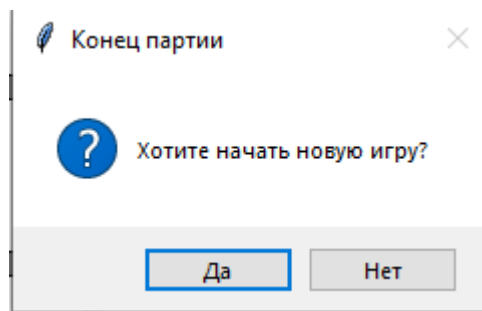 Конец партии
Хотите начать новую игру?
Да
Нет